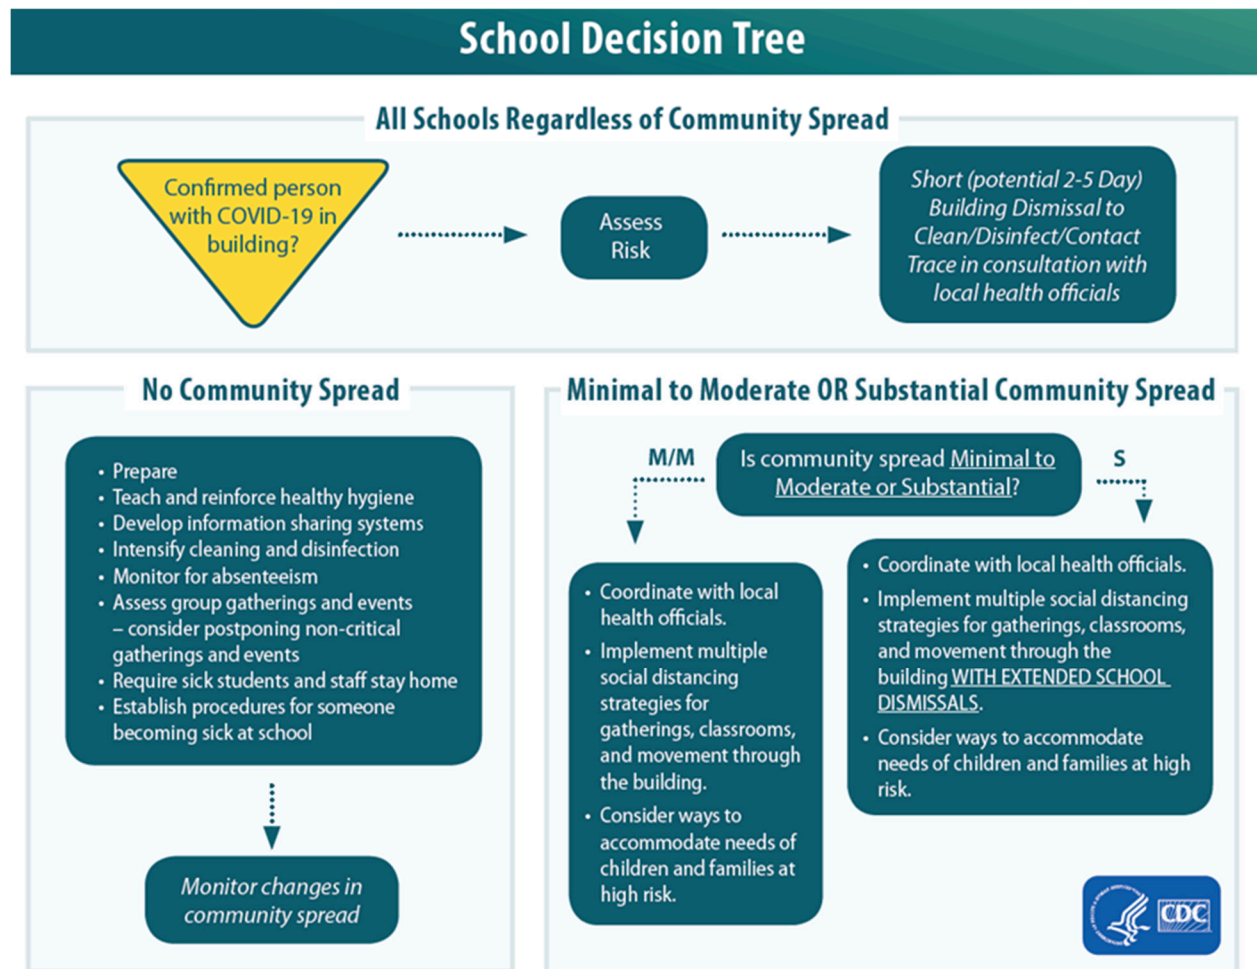 School Decision Tree
All Schools Regardless of Community Spread
Confirmed person
with COVID-19 in
building?
Assess
Risk
Short (potential 2-5 Day)
Building Dismissal to
Clean/Disinfect/Contact
Trace in consultation with
local health officials
No Community Spread
• Prepare
• Teach and reinforce healthy hygiene
• Develop information sharing systems
• Intensify cleaning and disinfection
• Monitor for absenteeism
• Assess group gatherings and events
– consider postponing non-critical
gatherings and events
• Require sick students and staff stay home
• Establish procedures for someone
becoming sick at school
Monitor changes in
community spread
Minimal to Moderate OR Substantial Community Spread
Is community spread Minimal to
Moderate or Substantial?
M/M
• Coordinate with local
health officials.
• Implement multiple
social distancing
strategies for
gatherings, classrooms,
and movement through
the building.
• Consider ways to
accommodate needs of
children and families at
high risk.
S
• Coordinate with local health officials.
• Implement multiple social distancing
strategies for gatherings, classrooms,
and movement through the
building WITH EXTENDED SCHOOL
DISMISSALS.
• Consider ways to accommodate
needs of children and families at high
risk.
CDC